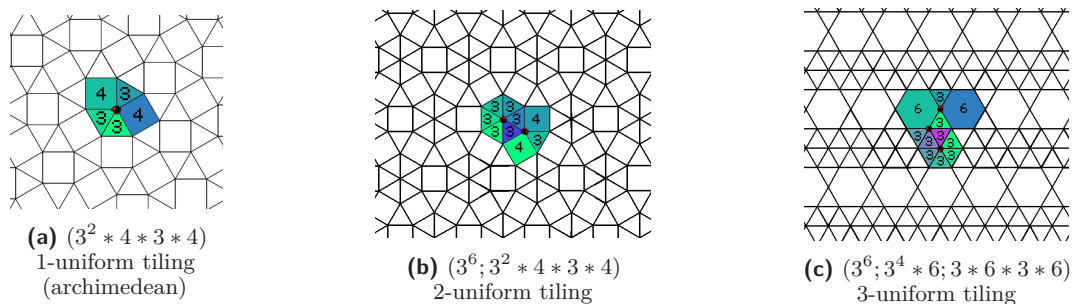 4 3
4
3 3
3 3
3 3 3 4
3 3 3
4
3
6 6
3
3 3
3 3 3
3
(a) (3² ∗ 4 ∗ 3 ∗ 4)
1-uniform tiling
(archimedean)
(b) (3⁶; 3² ∗ 4 ∗ 3 ∗ 4)
2-uniform tiling
(c) (3⁶; 3⁴ ∗ 6; 3 ∗ 6 ∗ 3 ∗ 6)
3-uniform tiling